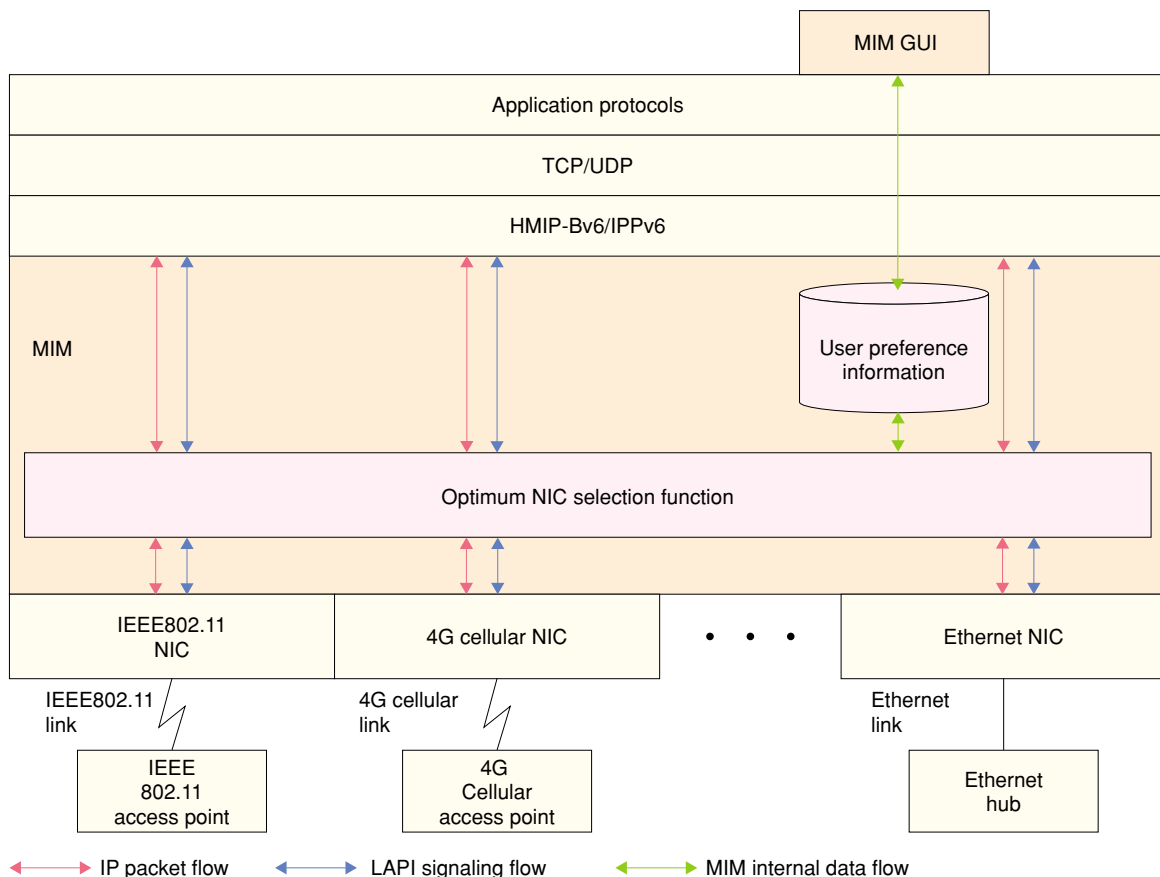 MIM GUI
Application protocols
TCP/UDP
HMIP-Bv6/IPPv6
MIM
User preference
information
Optimum NIC selection function
IEEE802.11
NIC
4G cellular NIC
• • •
Ethernet NIC
IEEE802.11
link
4G cellular
link
Ethernet
link
IEEE
802.11
access point
4G
Cellular
access point
Ethernet
hub
IP packet flow
LAPI signaling flow
MIM internal data flow